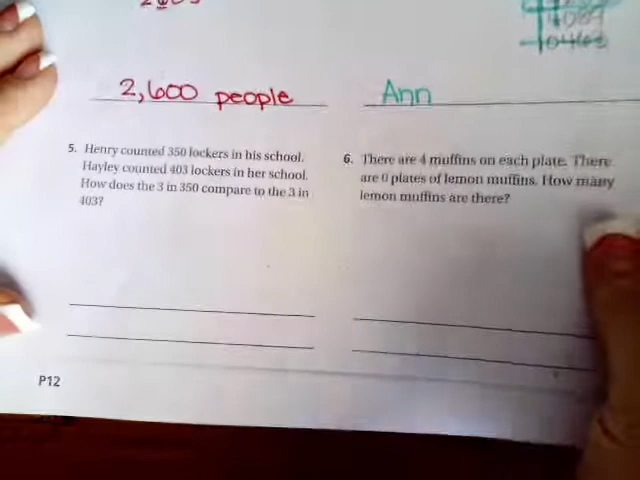 2,600 people
Ann
5. Henry counted 350 lockers in his school.
Hayley counted 403 lockers in her school.
How does the 3 in 350 compare to the 3 in
403?
6. There are 4 muffins on each plate. There
are 0 plates of lemon muffins. How many
lemon muffins are there?
P12